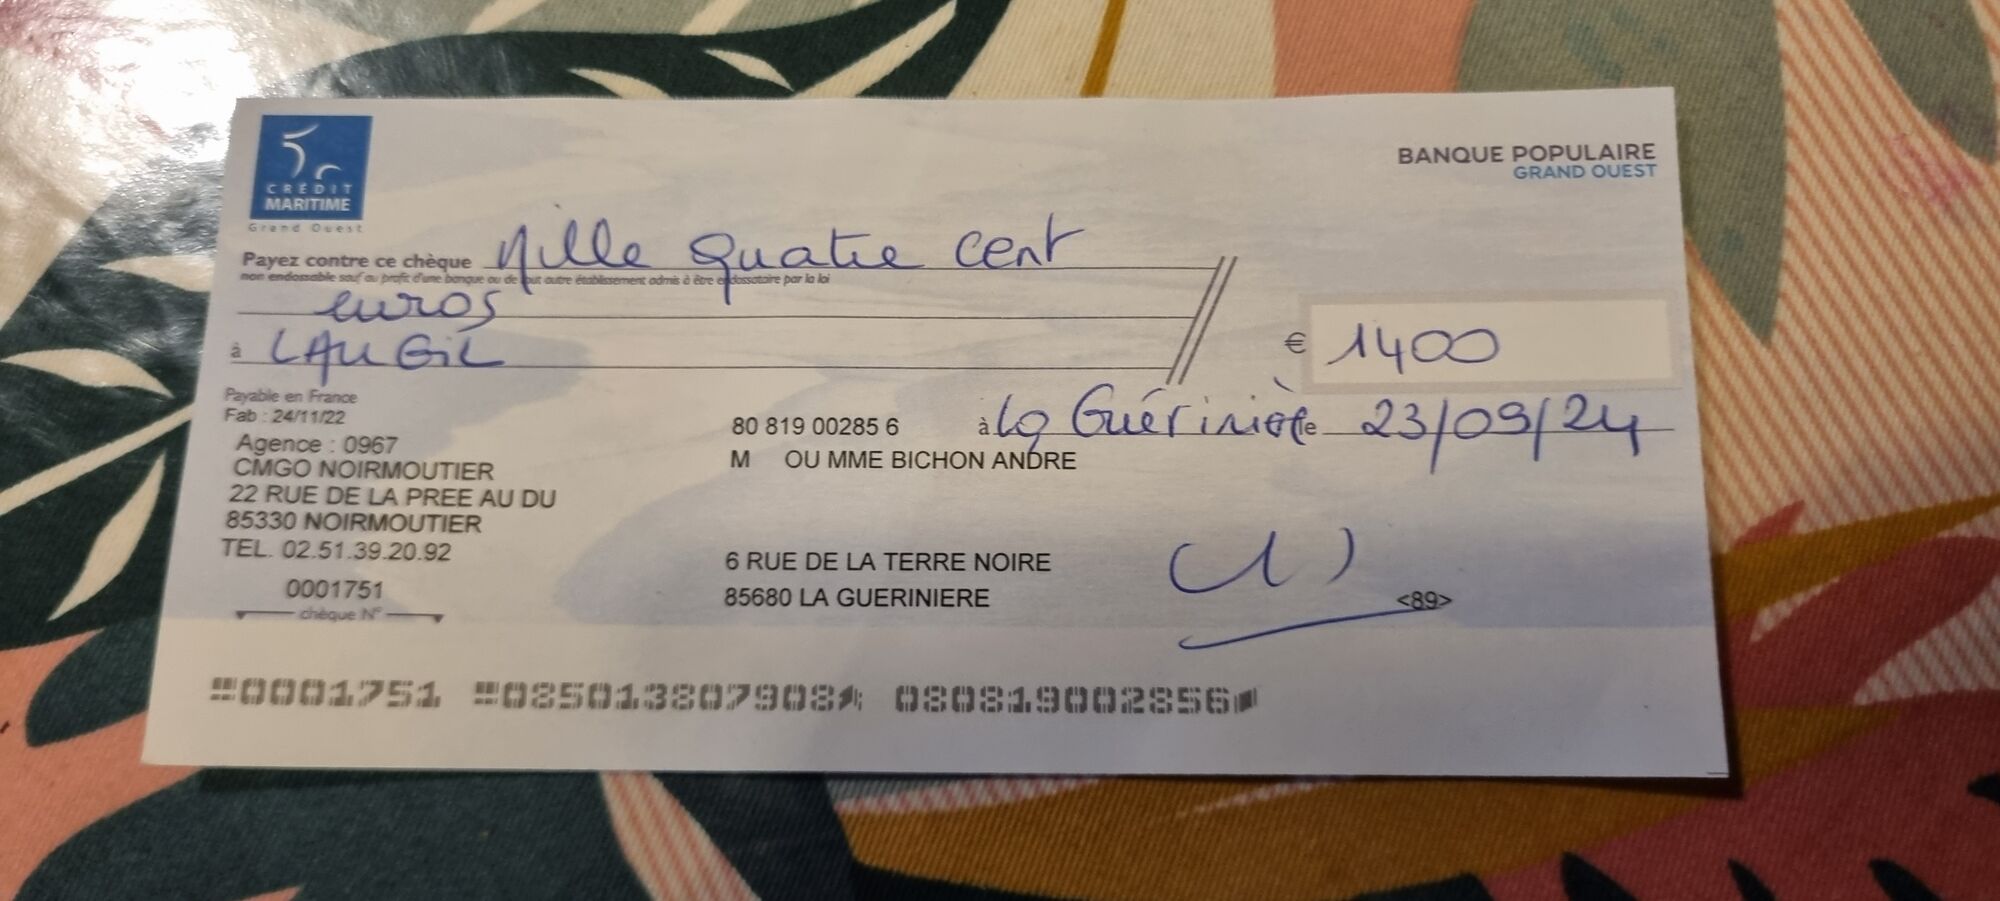 CRÉDIT
MARITIME
Grand Ouest
BANQUE POPULAIRE
GRAND OUEST
Payez contre ce chèque Mille quatre cent
non endossable sauf au profit d'une banque ou de tout autre établissement admis à être endossataire par la loi
euros
à LAUGIL
€ 1400
Payable en France
Fab : 24/11/22
Agence : 0967
CMGO NOIRMOUTIER
22 RUE DE LA PREE AU DU
85330 NOIRMOUTIER
TEL. 02.51.39.20.92
0001751
chèque N°
80 819 00285 6
à La Guérinière le 23/09/24
M OU MME BICHON ANDRE
6 RUE DE LA TERRE NOIRE
85680 LA GUERINIERE
<89>
0001751 085013807908 080819002856